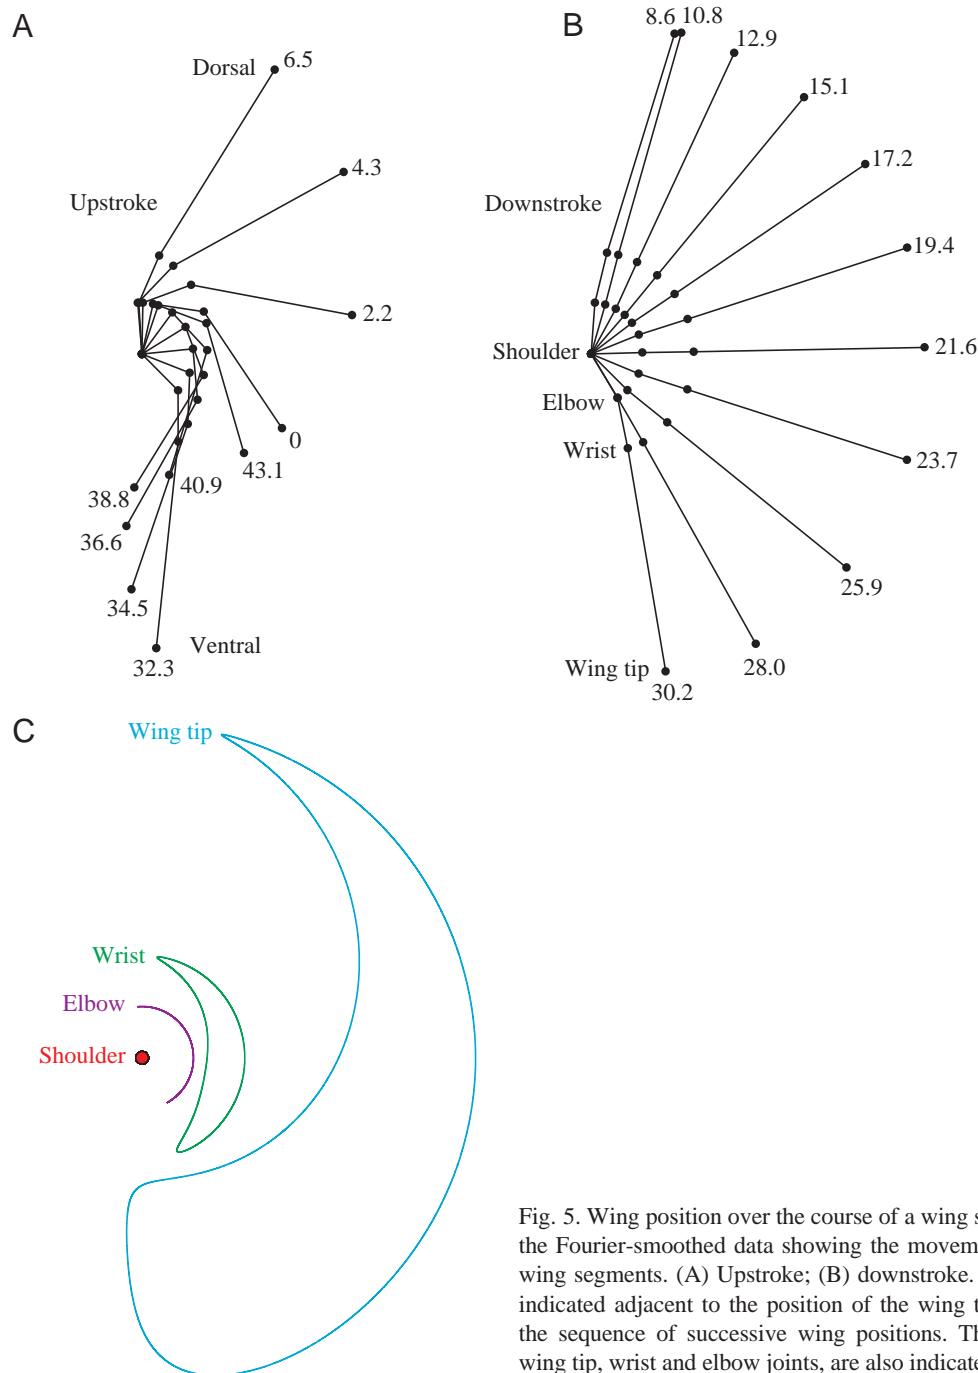 A
Dorsal
6.5
4.3
Upstroke
2.2
0
43.1
40.9
38.8
36.6
34.5
Ventral
32.3
B
8.6
10.8
12.9
15.1
17.2
Downstroke
19.4
Shoulder
21.6
Elbow
Wrist
23.7
25.9
Wing tip
28.0
30.2
C
Wing tip
Wrist
Elbow
Shoulder
Fig. 5. Wing position over the course of a wing s
the Fourier-smoothed data showing the movem
wing segments. (A) Upstroke; (B) downstroke.
indicated adjacent to the position of the wing t
the sequence of successive wing positions. Th
wing tip, wrist and elbow joints, are also indicate